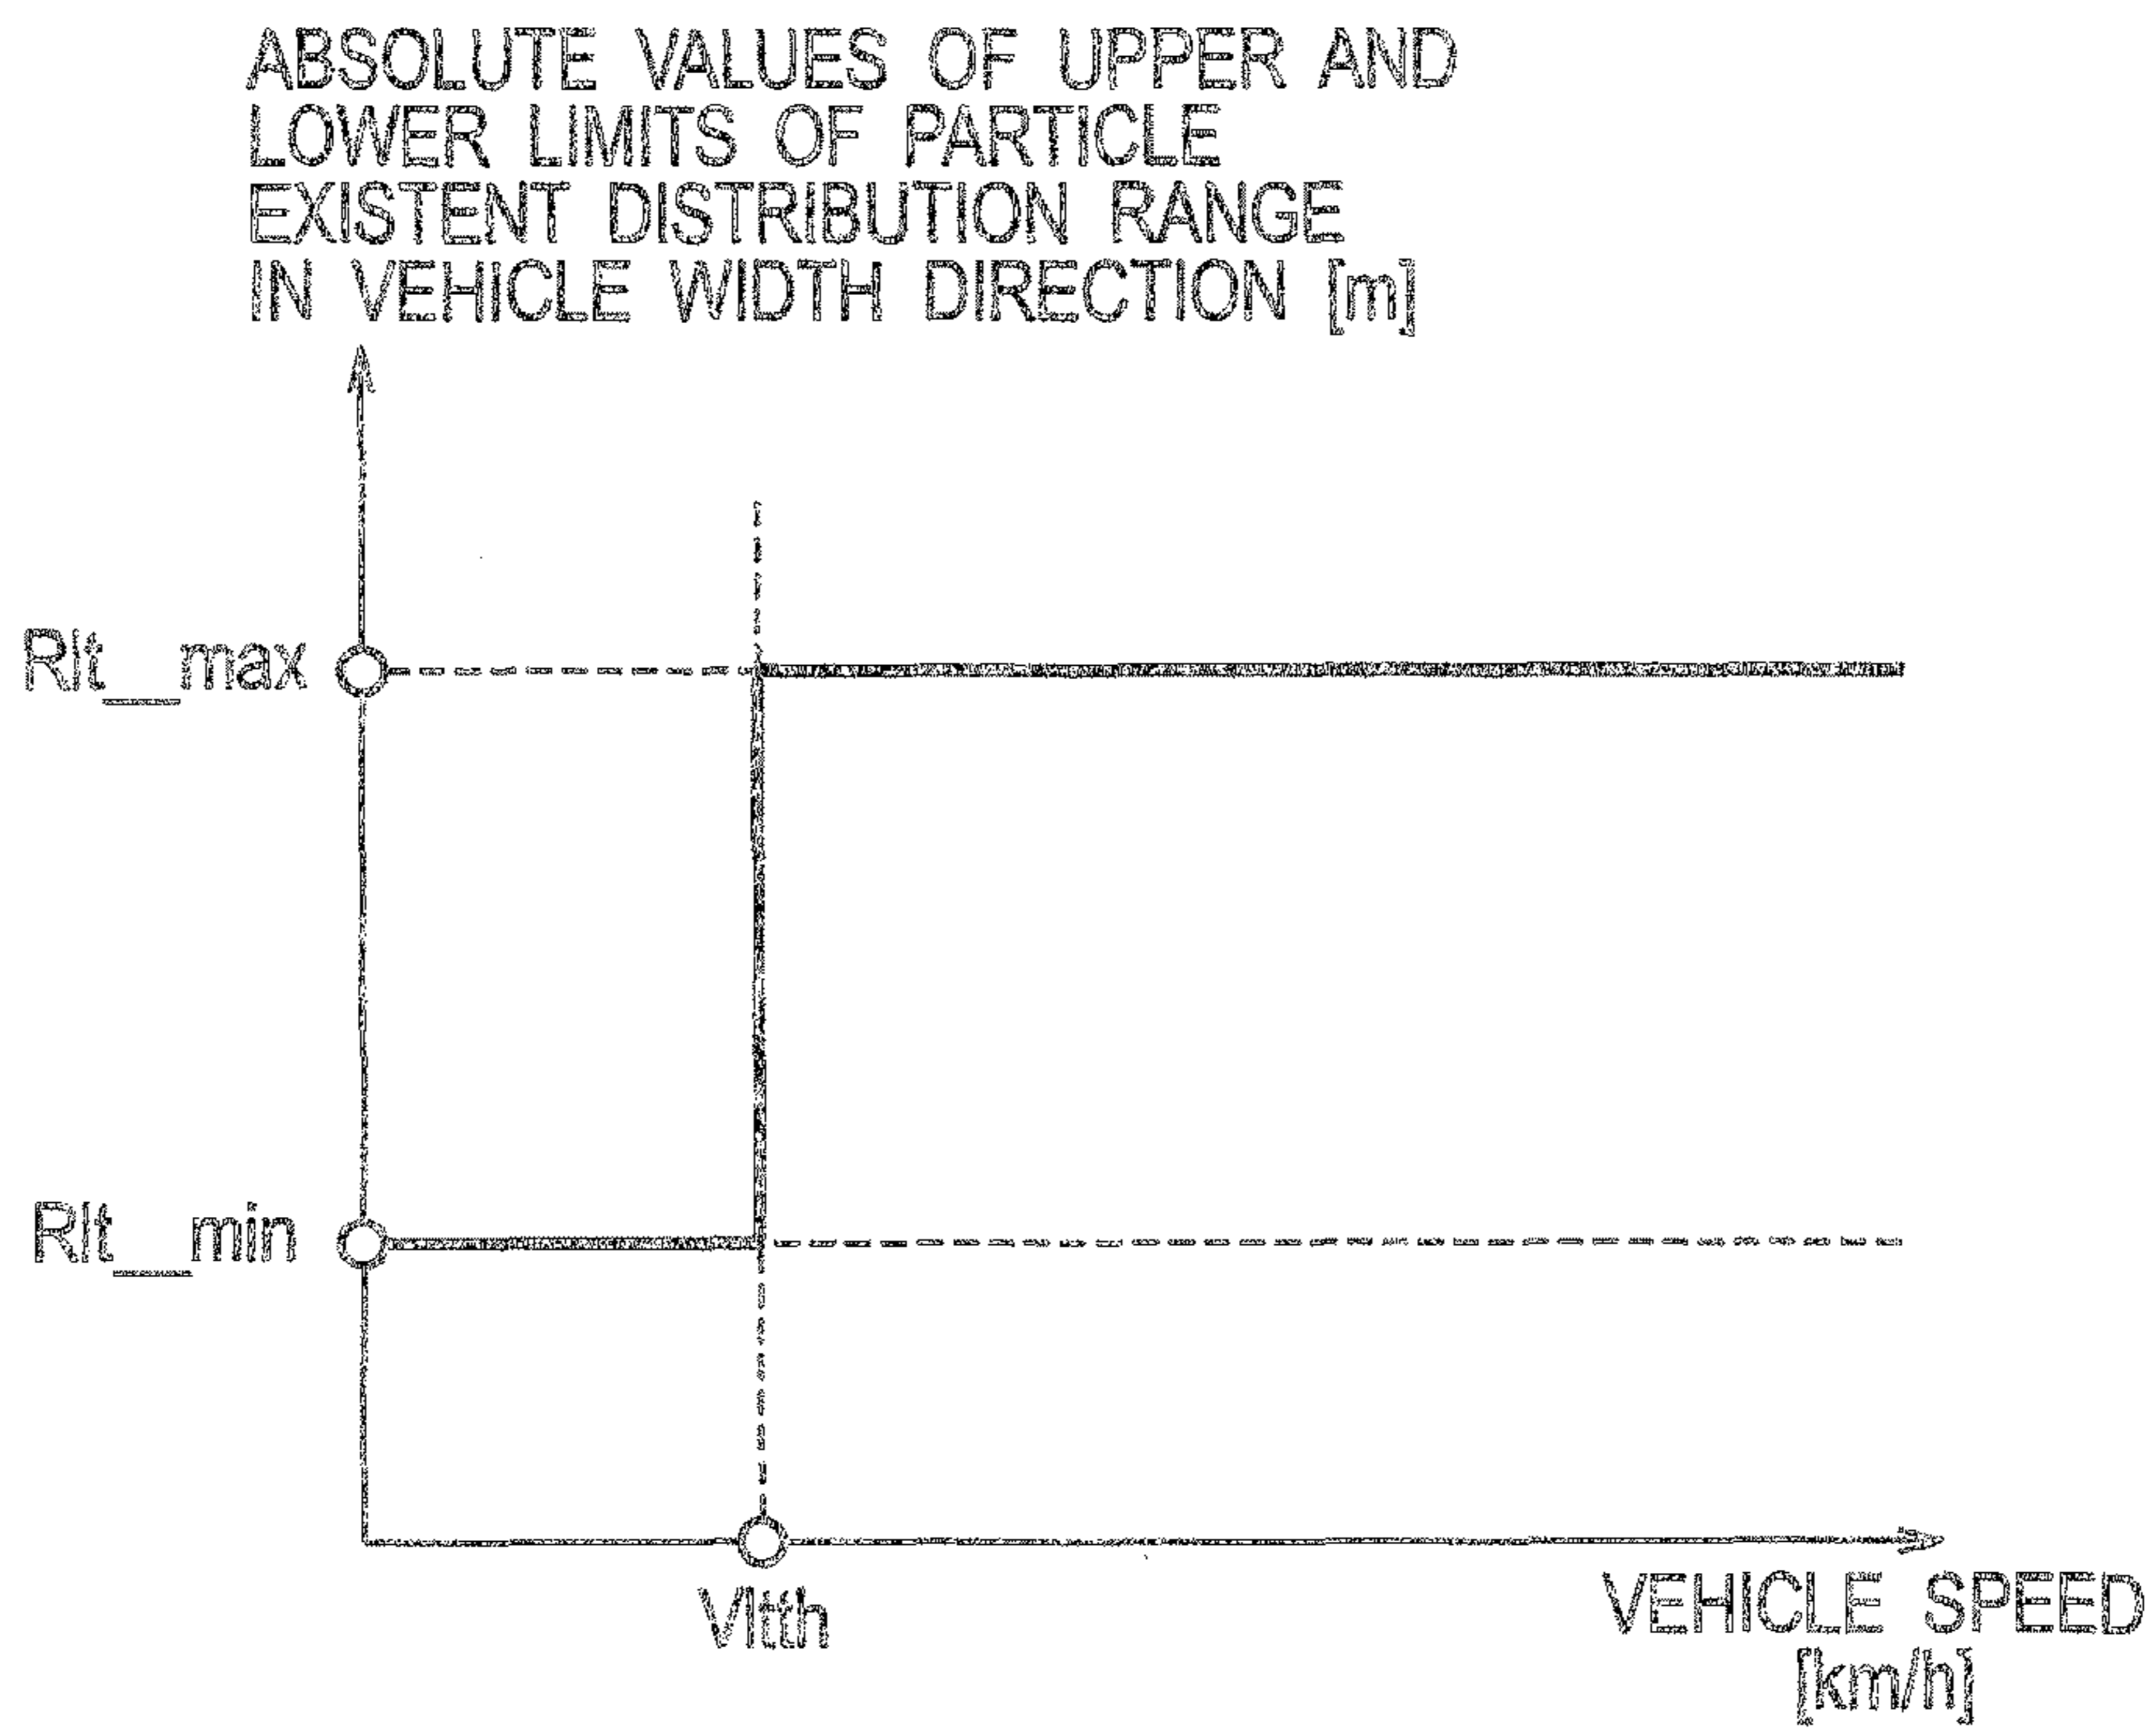 ABSOLUTE VALUES OF UPPER AND
LOWER LIMITS OF PARTICLE
EXISTENT DISTRIBUTION RANGE
IN VEHICLE WIDTH DIRECTION [m]
Rlt_max
Rlt_min
Vltth
VEHICLE SPEED
[km/h]